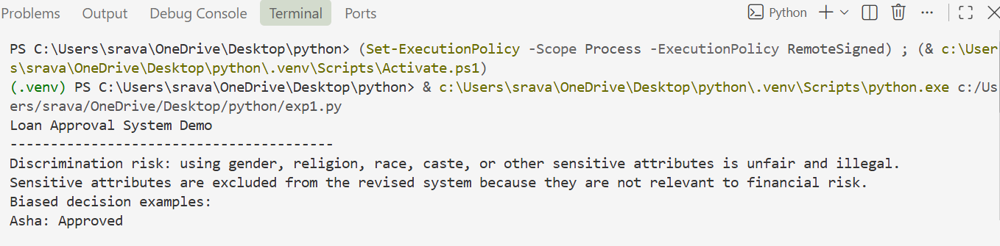 Problems Output Debug Console Terminal Ports Python
PS C:\Users\srava\OneDrive\Desktop\python> (Set-ExecutionPolicy -Scope Process -ExecutionPolicy RemoteSigned) ; (& c:\User
s\srava\OneDrive\Desktop\python\.venv\Scripts\Activate.ps1)
(.venv) PS C:\Users\srava\OneDrive\Desktop\python> & c:\Users\srava\OneDrive\Desktop\python\.venv\Scripts\python.exe c:/Us
ers/srava/OneDrive/Desktop/python/exp1.py
Loan Approval System Demo
----------------------------------------
Discrimination risk: using gender, religion, race, caste, or other sensitive attributes is unfair and illegal.
Sensitive attributes are excluded from the revised system because they are not relevant to financial risk.
Biased decision examples:
Asha: Approved